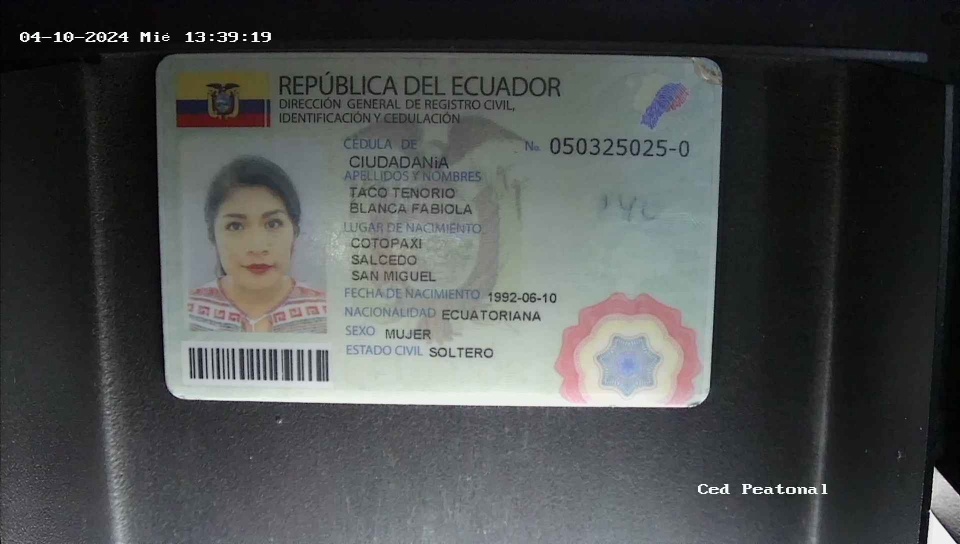 04-10-2024 Mié 13:39:19
REPÚBLICA DEL ECUADOR
DIRECCIÓN GENERAL DE REGISTRO CIVIL,
IDENTIFICACIÓN Y CEDULACIÓN
CÉDULA DE No. 050325025-0
CIUDADANÍA
APELLIDOS Y NOMBRES
TACO TENORIO
BLANCA FABIOLA
LUGAR DE NACIMIENTO
COTOPAXI
SALCEDO
SAN MIGUEL
FECHA DE NACIMIENTO 1992-06-10
NACIONALIDAD ECUATORIANA
SEXO MUJER
ESTADO CIVIL SOLTERO
Ced Peatonal